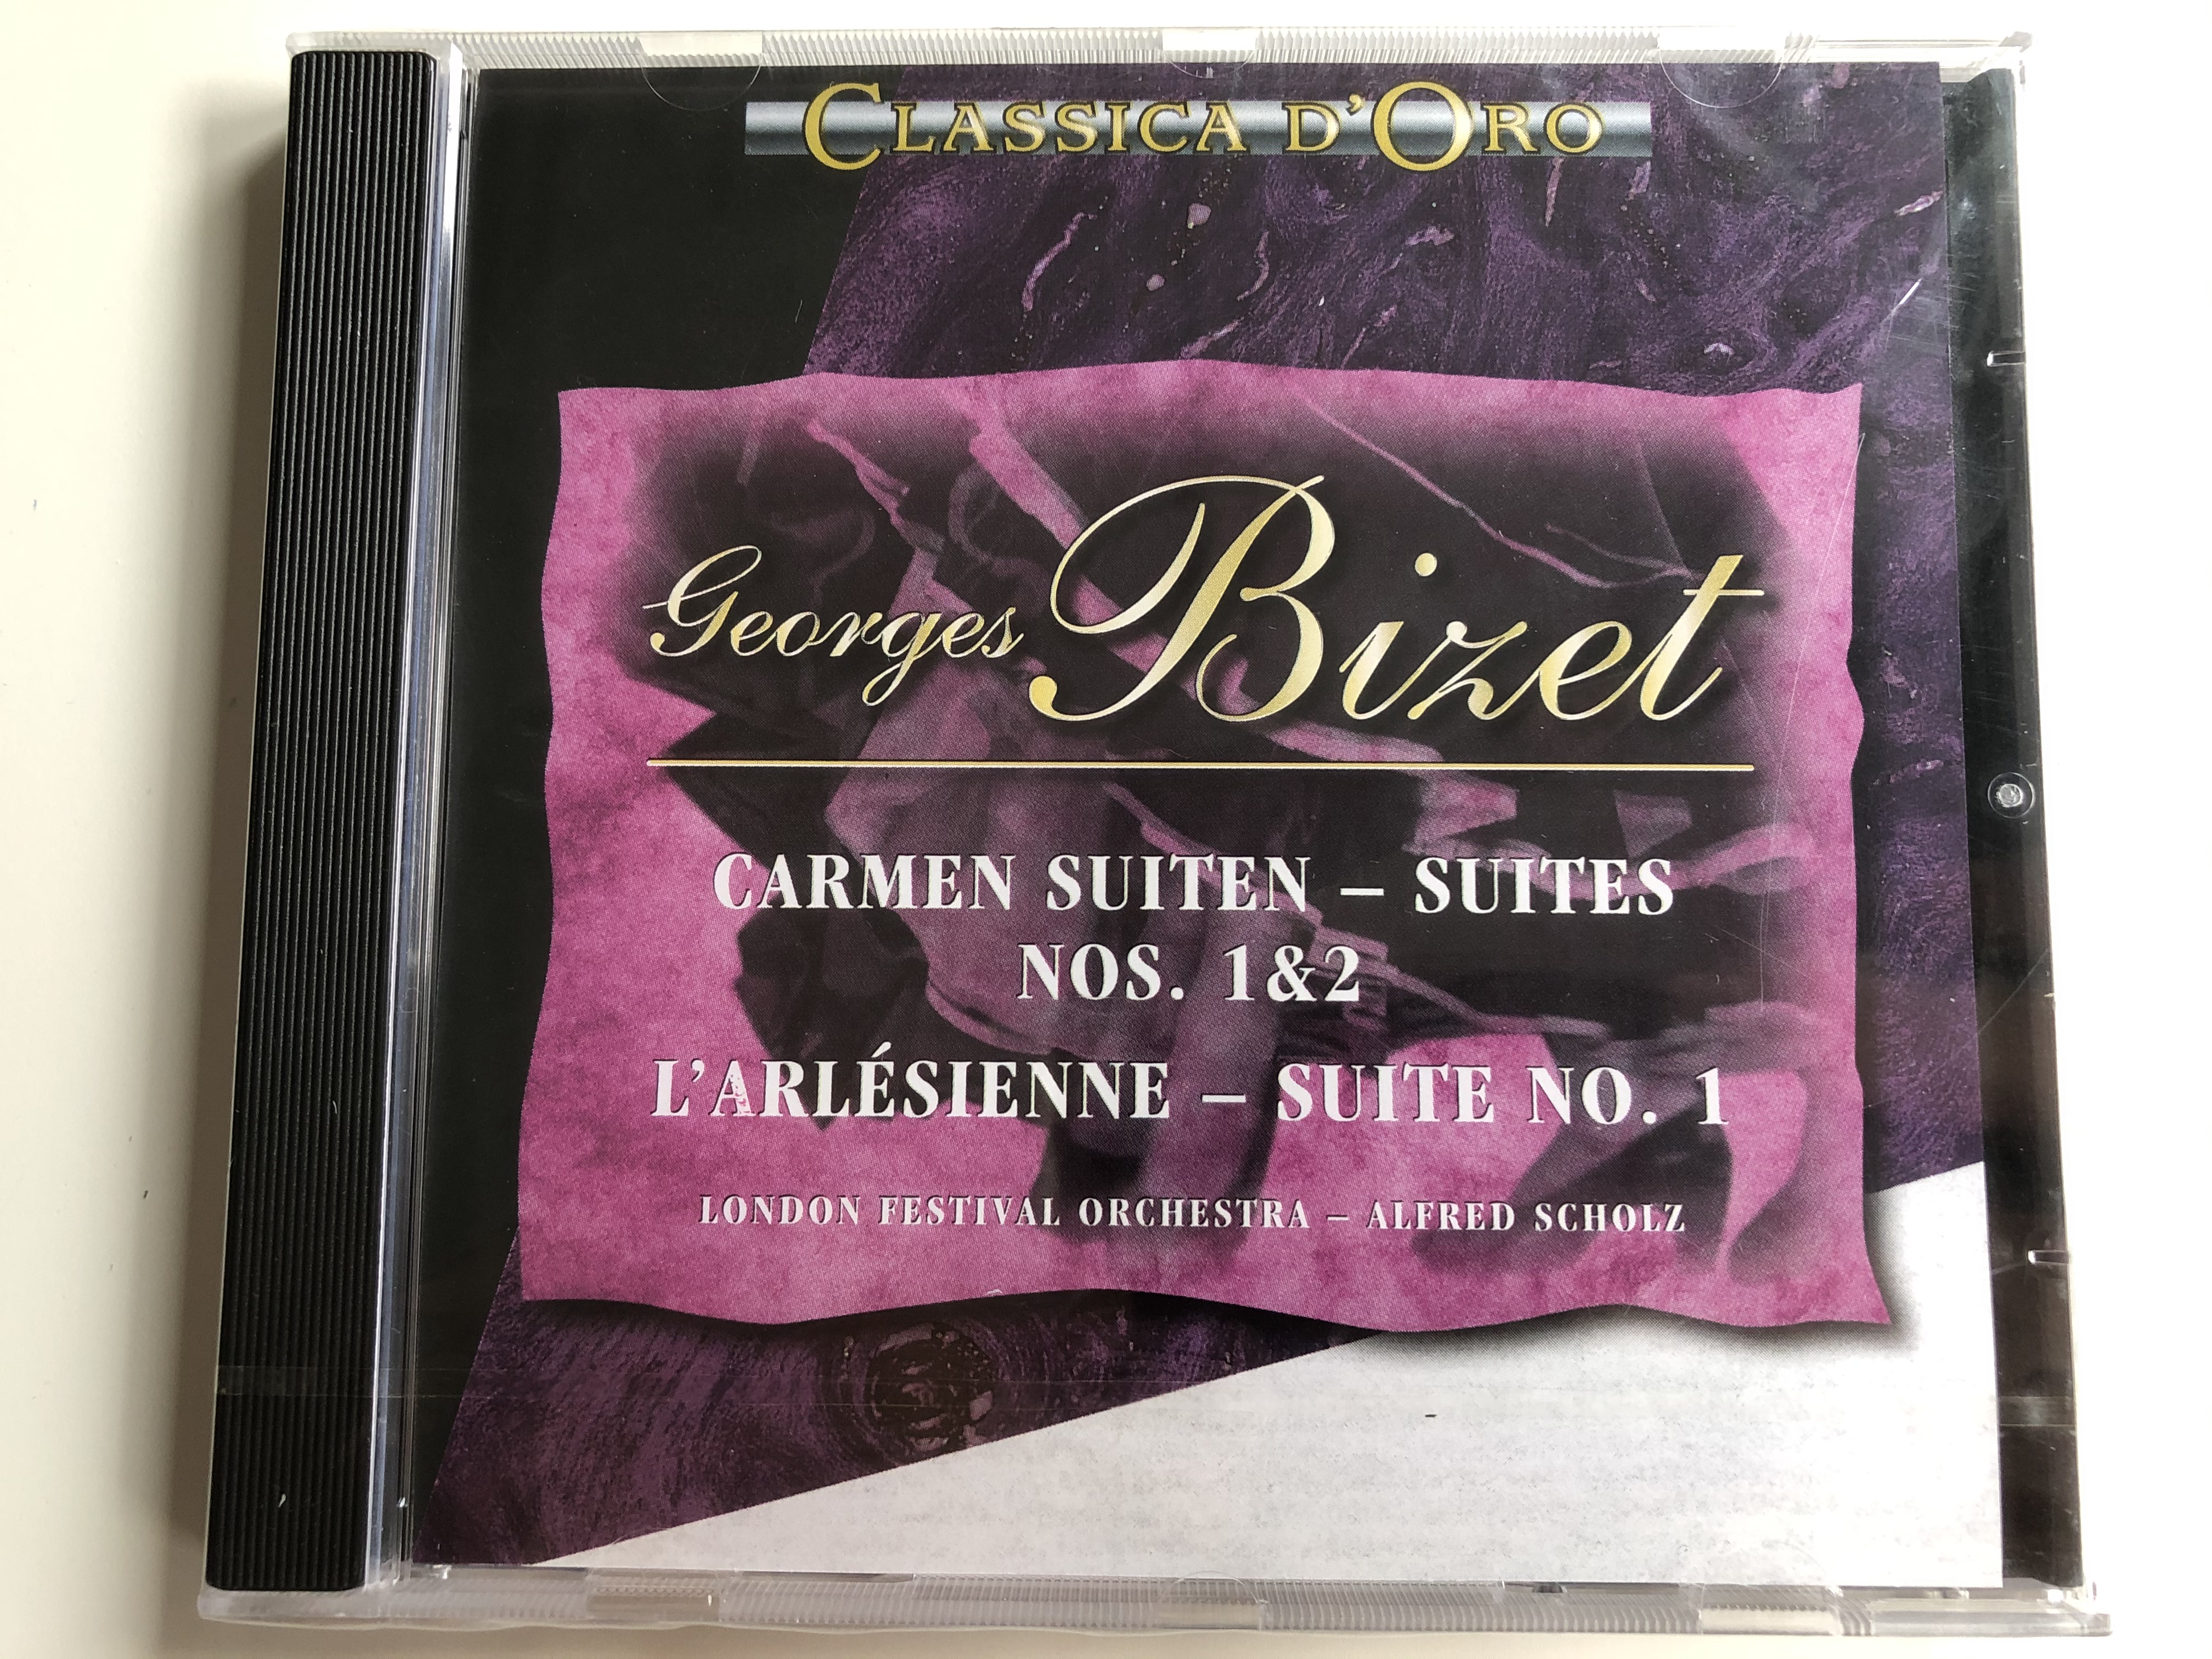 CLASSICA D'ORO
Georges Bizet
CARMEN SUITEN – SUITES
NOS. 1&2
L'ARLÉSIENNE – SUITE NO. 1
LONDON FESTIVAL ORCHESTRA – ALFRED SCHOLZ